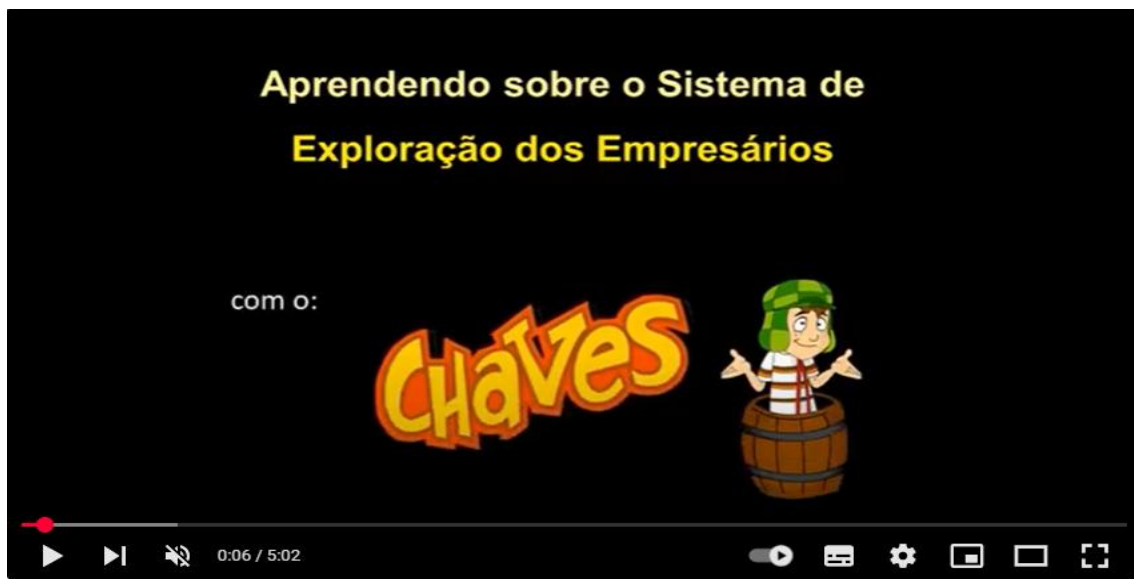 Aprendendo sobre o Sistema de
Exploração dos Empresários
com o:
CHaVeS
0:06 / 5:02